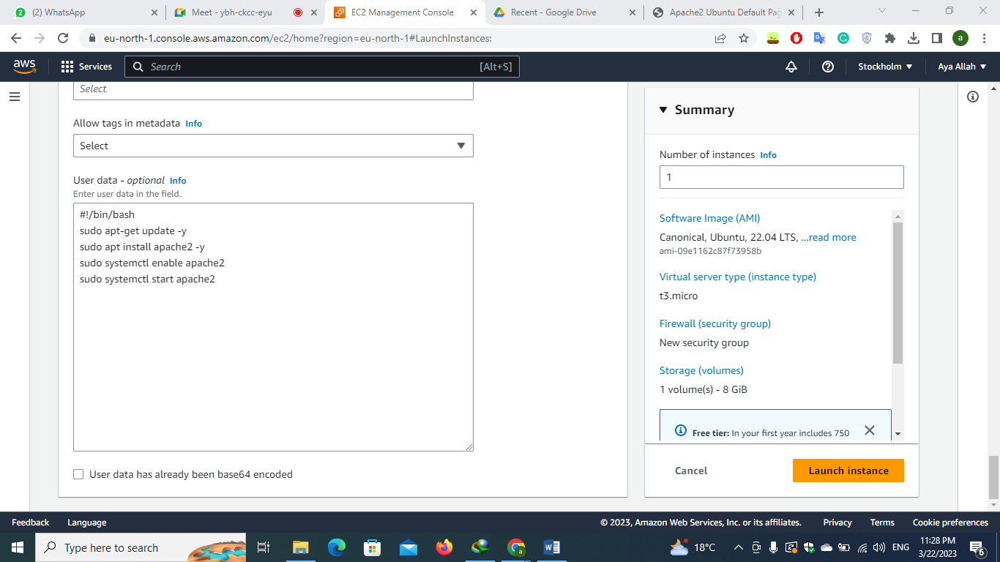 (2) WhatsApp
Meet - ybh-ckcc-eyu
EC2 Management Console
Recent - Google Drive
Apache2 Ubuntu Default Pag
eu-north-1.console.aws.amazon.com/ec2/home?region=eu-north-1#LaunchInstances:
a
aws
Services
Search
[Alt+S]
Stockholm
Aya Allah
Select
Allow tags in metadata Info
Select
User data - optional Info
Enter user data in the field.
#!/bin/bash
sudo apt-get update -y
sudo apt install apache2 -y
sudo systemctl enable apache2
sudo systemctl start apache2
User data has already been base64 encoded
Summary
Number of instances Info
1
Software Image (AMI)
Canonical, Ubuntu, 22.04 LTS, ...read more
ami-09e1162c87f73958b
Virtual server type (instance type)
t3.micro
Firewall (security group)
New security group
Storage (volumes)
1 volume(s) - 8 GiB
Free tier: In your first year includes 750
Cancel
Launch instance
Feedback
Language
© 2023, Amazon Web Services, Inc. or its affiliates.
Privacy
Terms
Cookie preferences
Type here to search
18°C
ENG
11:28 PM
3/22/2023
6